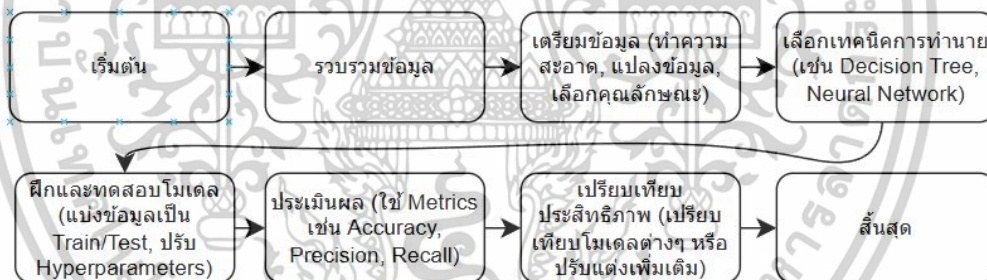 เริ่มต้น
รวบรวมข้อมูล
เตรียมข้อมูล (ทำความ
สะอาด, แปลงข้อมูล,
เลือกคุณลักษณะ)
เลือกเทคนิคการทำนาย
(เช่น Decision Tree,
Neural Network)
ฝึกและทดสอบโมเดล
(แบ่งข้อมูลเป็น
Train/Test, ปรับ
Hyperparameters)
ประเมินผล (ใช้ Metrics
เช่น Accuracy,
Precision, Recall)
เปรียบเทียบ
ประสิทธิภาพ (เปรียบ
เทียบโมเดลต่างๆ หรือ
ปรับแต่งเพิ่มเติม)
สิ้นสุด